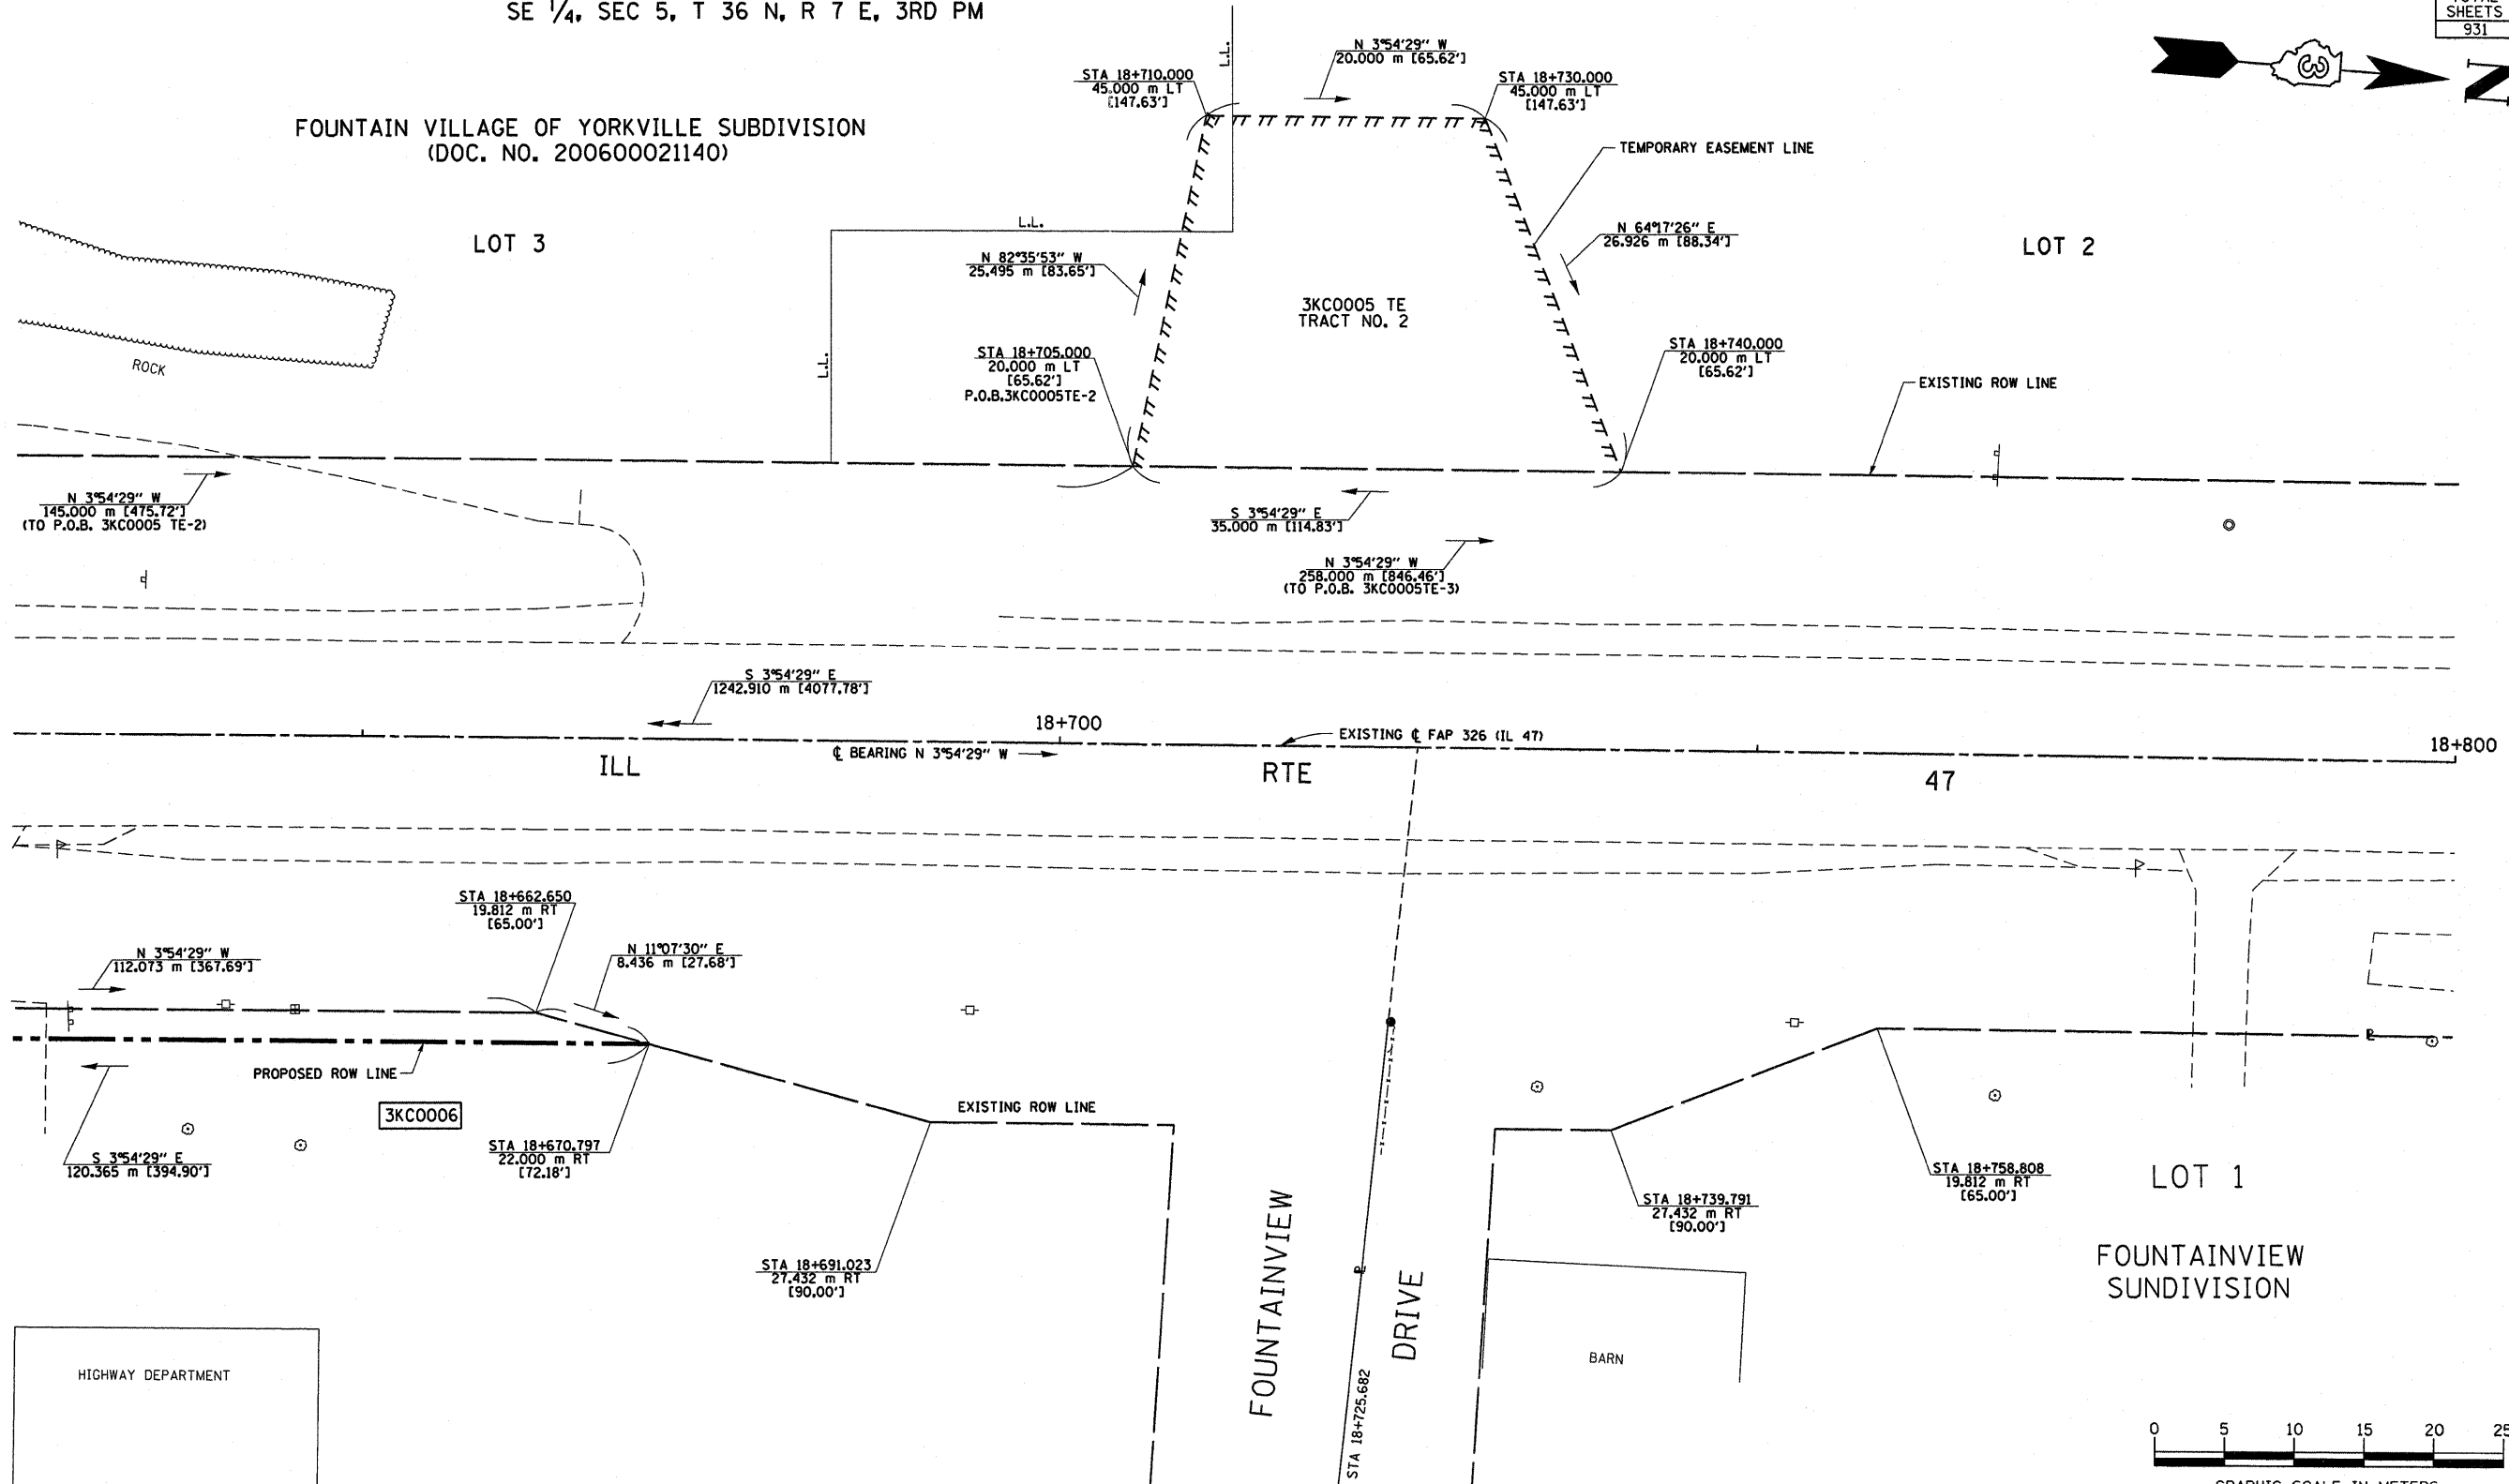 SE 1/4, SEC 5, T 36 N, R 7 E, 3RD PM
SHEETS
931
N
3
FOUNTAIN VILLAGE OF YORKVILLE SUBDIVISION
(DOC. NO. 200600021140)
LOT 3
ROCK
L.L.
L.L.
L.L.
STA 18+710.000
45.000 m LT
[147.63']
N 3°54'29" W
20.000 m [65.62']
STA 18+730.000
45.000 m LT
[147.63']
TEMPORARY EASEMENT LINE
N 64°17'26" E
26.926 m [88.34']
LOT 2
N 82°35'53" W
25.495 m [83.65']
3KC0005 TE
TRACT NO. 2
STA 18+705.000
20.000 m LT
[65.62']
P.O.B.3KC0005TE-2
STA 18+740.000
20.000 m LT
[65.62']
EXISTING ROW LINE
N 3°54'29" W
145.000 m [475.72']
(TO P.O.B. 3KC0005 TE-2)
S 3°54'29" E
35.000 m [114.83']
N 3°54'29" W
258.000 m [846.46']
(TO P.O.B. 3KC0005TE-3)
S 3°54'29" E
1242.910 m [4077.78']
18+700
18+800
℄ BEARING N 3°54'29" W
EXISTING ℄ FAP 326 (IL 47)
ILL RTE 47
STA 18+662.650
19.812 m RT
[65.00']
N 3°54'29" W
112.073 m [367.69']
N 11°07'30" E
8.436 m [27.68']
PROPOSED ROW LINE
3KC0006
EXISTING ROW LINE
S 3°54'29" E
120.365 m [394.90']
STA 18+670.797
22.000 m RT
[72.18']
STA 18+691.023
27.432 m RT
[90.00']
STA 18+739.791
27.432 m RT
[90.00']
STA 18+758.808
19.812 m RT
[65.00']
LOT 1
FOUNTAINVIEW
SUNDIVISION
FOUNTAINVIEW
DRIVE
STA 18+725.682
BARN
HIGHWAY DEPARTMENT
0 5 10 15 20 25